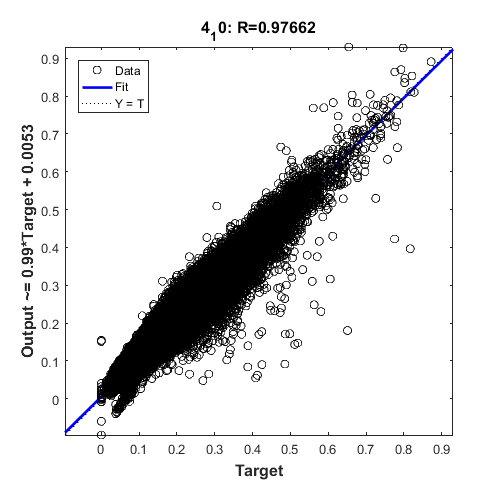 4₁0: R=0.97662
Data
Fit
Y = T
Output ~= 0.99*Target + 0.0053
0.9
0.8
0.7
0.6
0.5
0.4
0.3
0.2
0.1
0
0 0.1 0.2 0.3 0.4 0.5 0.6 0.7 0.8 0.9
Target